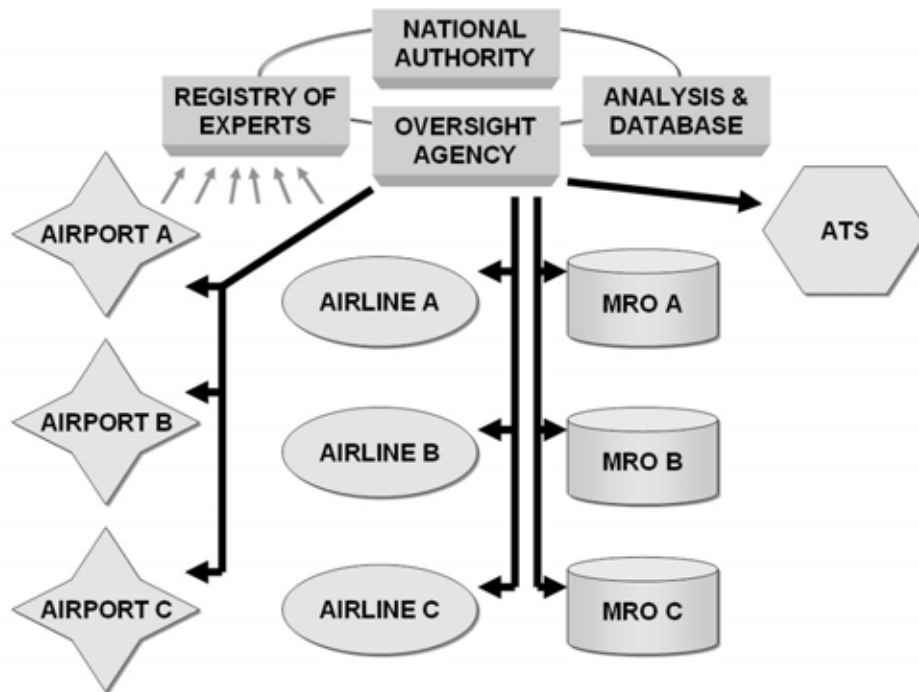 NATIONAL
AUTHORITY
REGISTRY OF
EXPERTS
ANALYSIS &
DATABASE
OVERSIGHT
AGENCY
AIRPORT A
ATS
AIRLINE A
MRO A
AIRPORT B
AIRLINE B
MRO B
AIRPORT C
AIRLINE C
MRO C